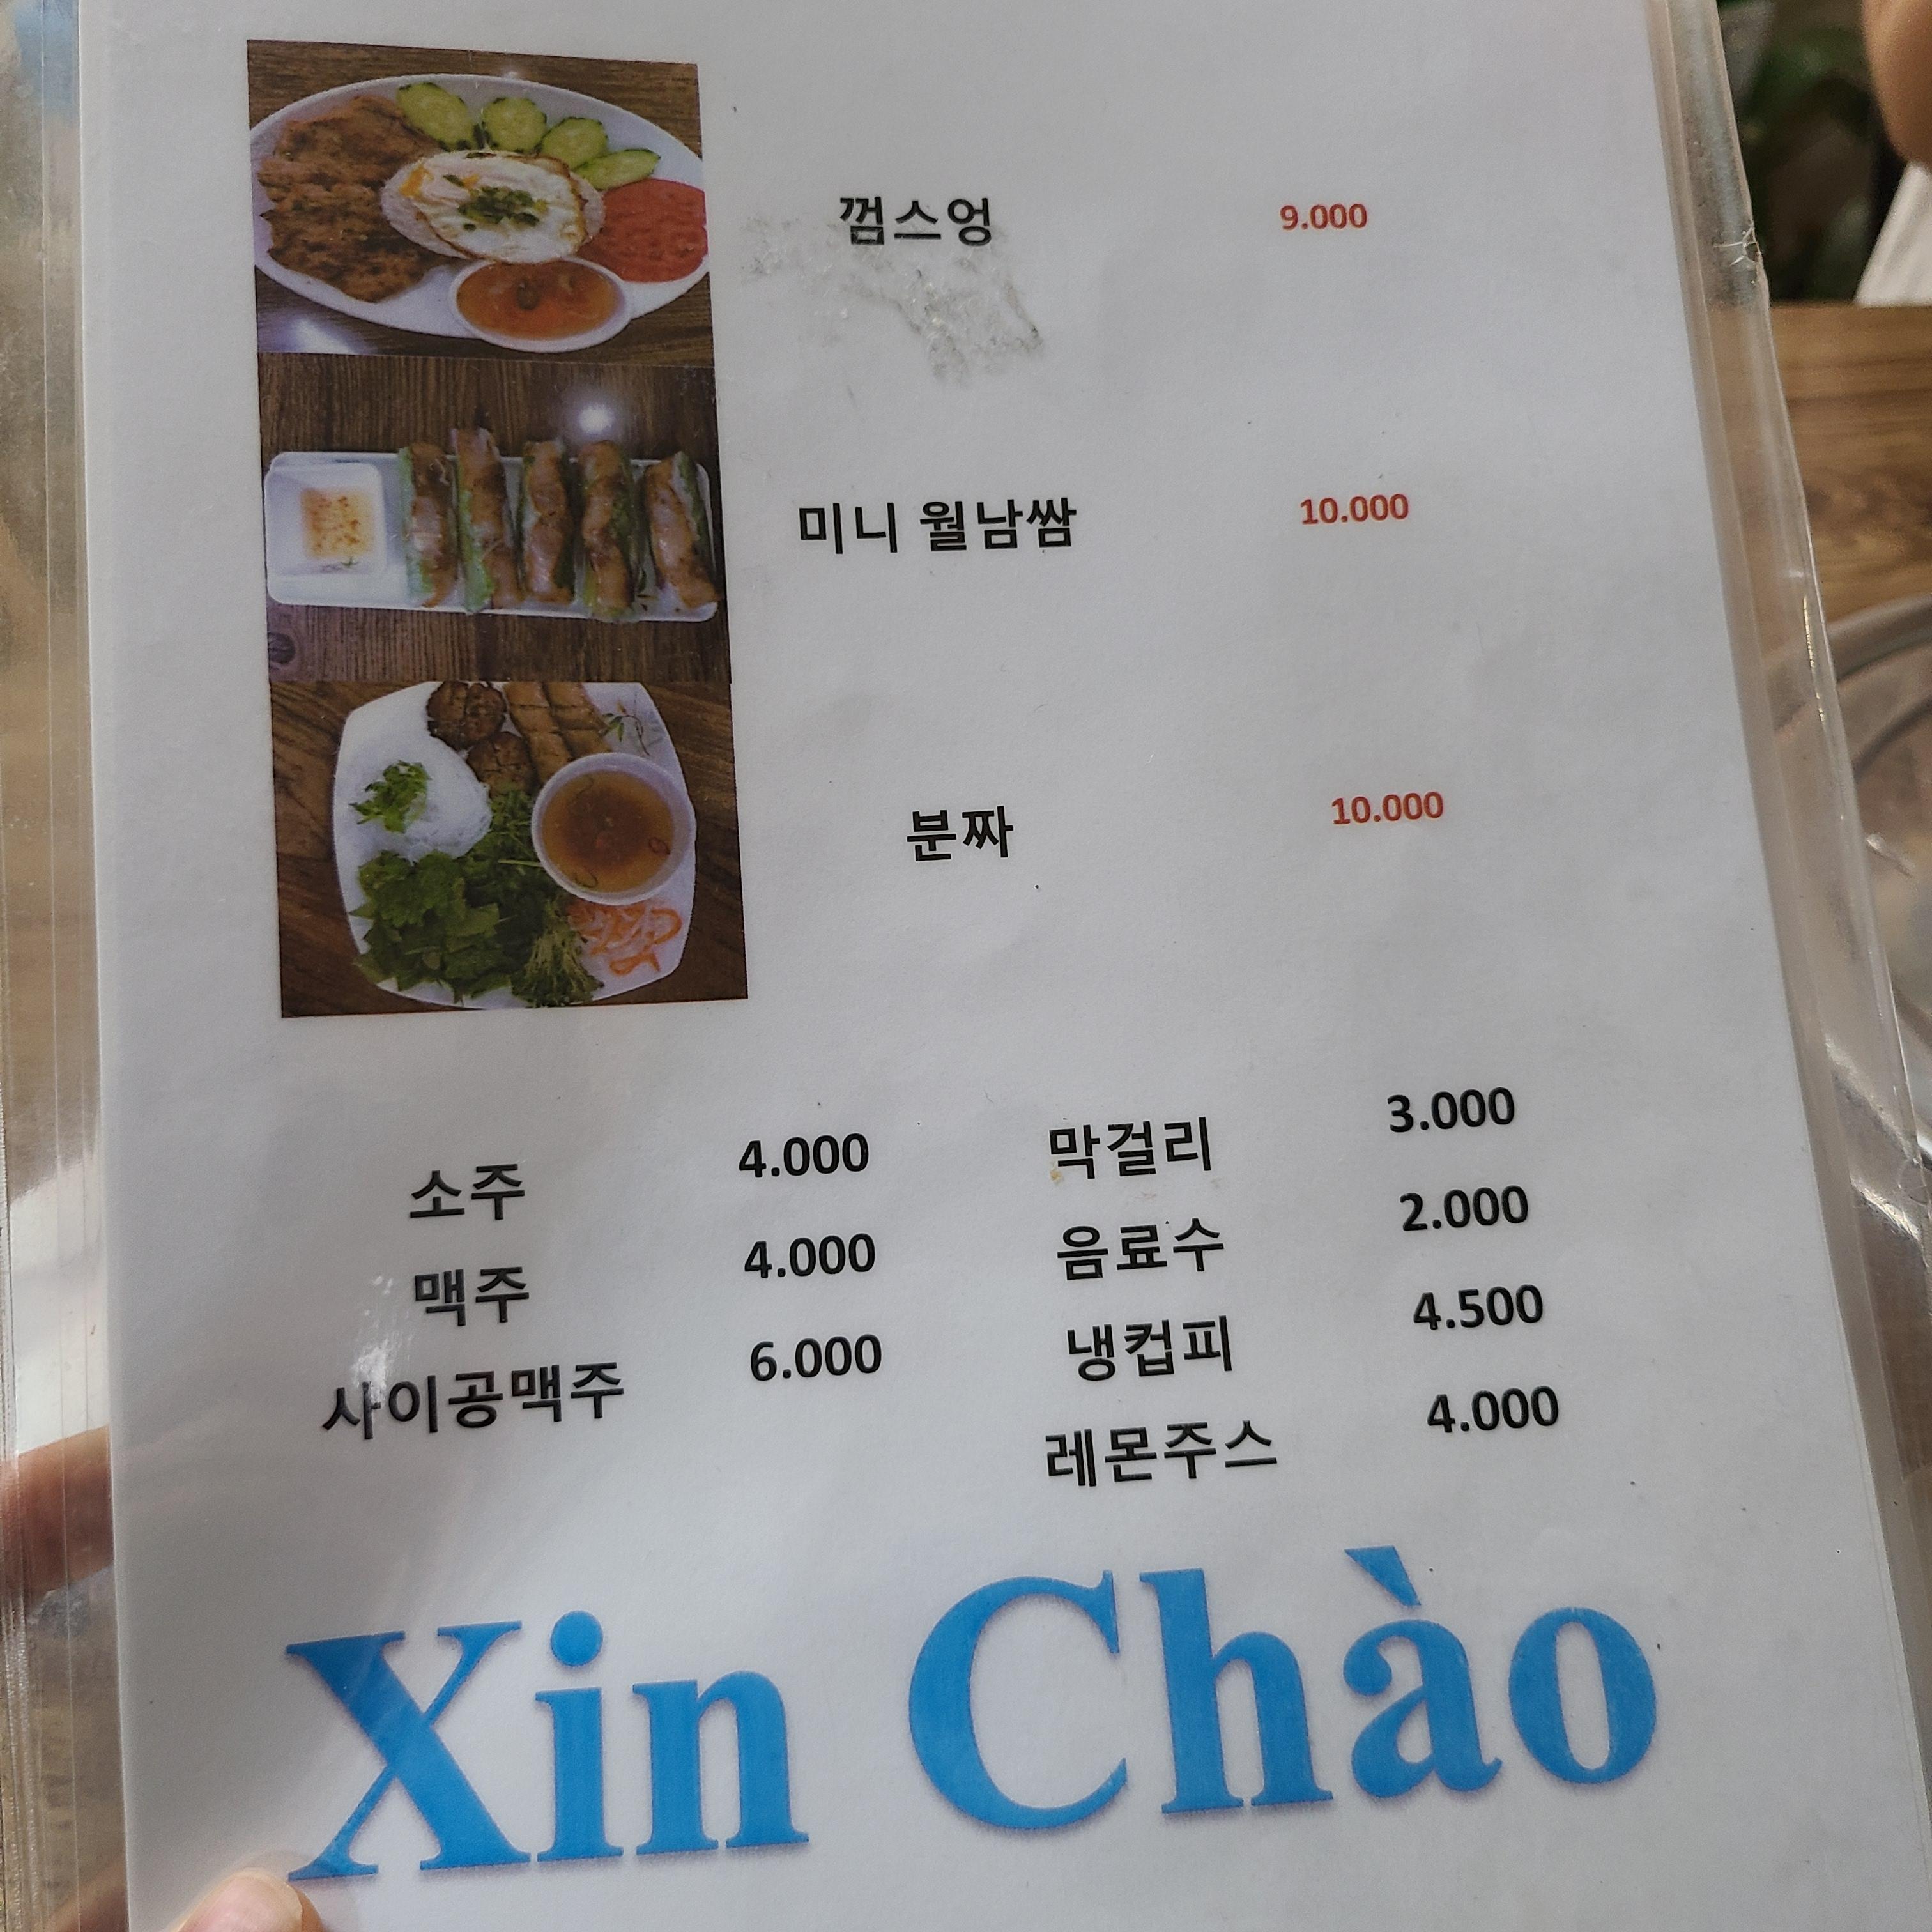 껌스엉 9.000
미니 월남쌈 10.000
분짜 10.000
소주 4.000 막걸리 3.000
맥주 4.000 음료수 2.000
사이공맥주 6.000 냉컵피 4.500
레몬주스 4.000
Xin Chào